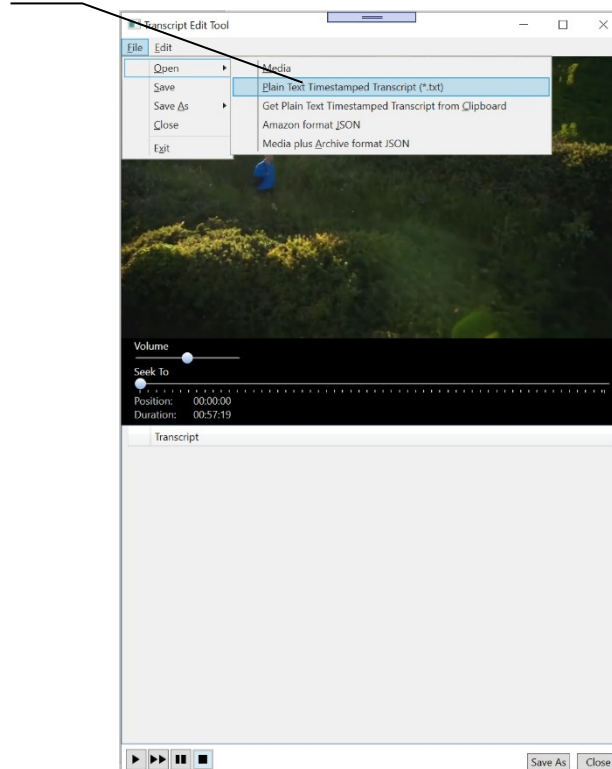 Transcript Edit Tool
File Edit
Open
Save
Save As
Close
Exit
Media
Plain Text Timestamped Transcript (*.txt)
Get Plain Text Timestamped Transcript from Clipboard
Amazon format JSON
Media plus Archive format JSON
Volume
Seek To
Position: 00:00:00
Duration: 00:57:19
Transcript
Save As Close